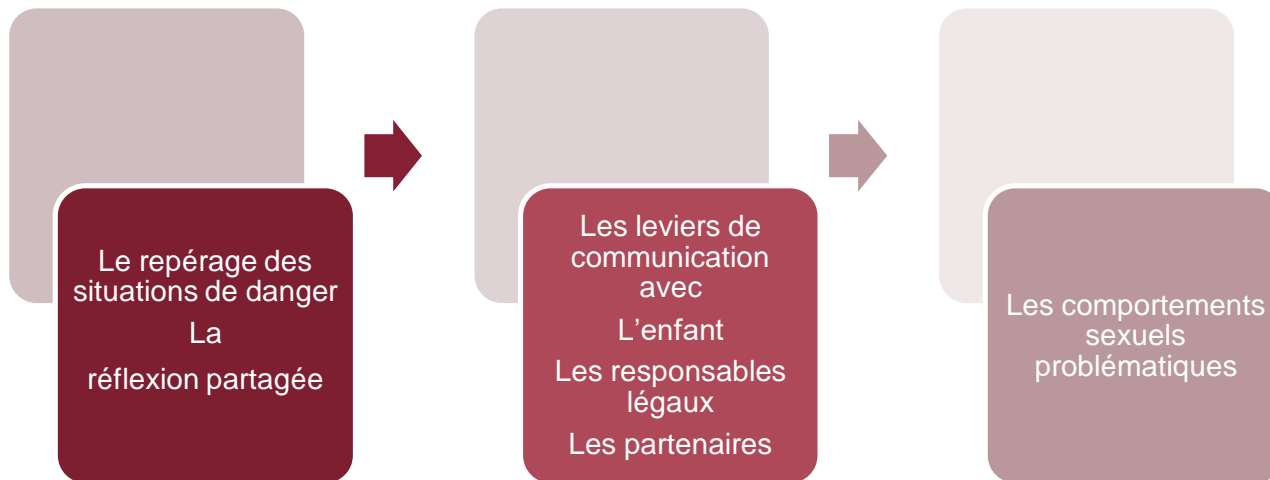 Le repérage des
situations de danger
La
réflexion partagée
Les leviers de
communication
avec
L’enfant
Les responsables
légaux
Les partenaires
Les comportements
sexuels
problématiques